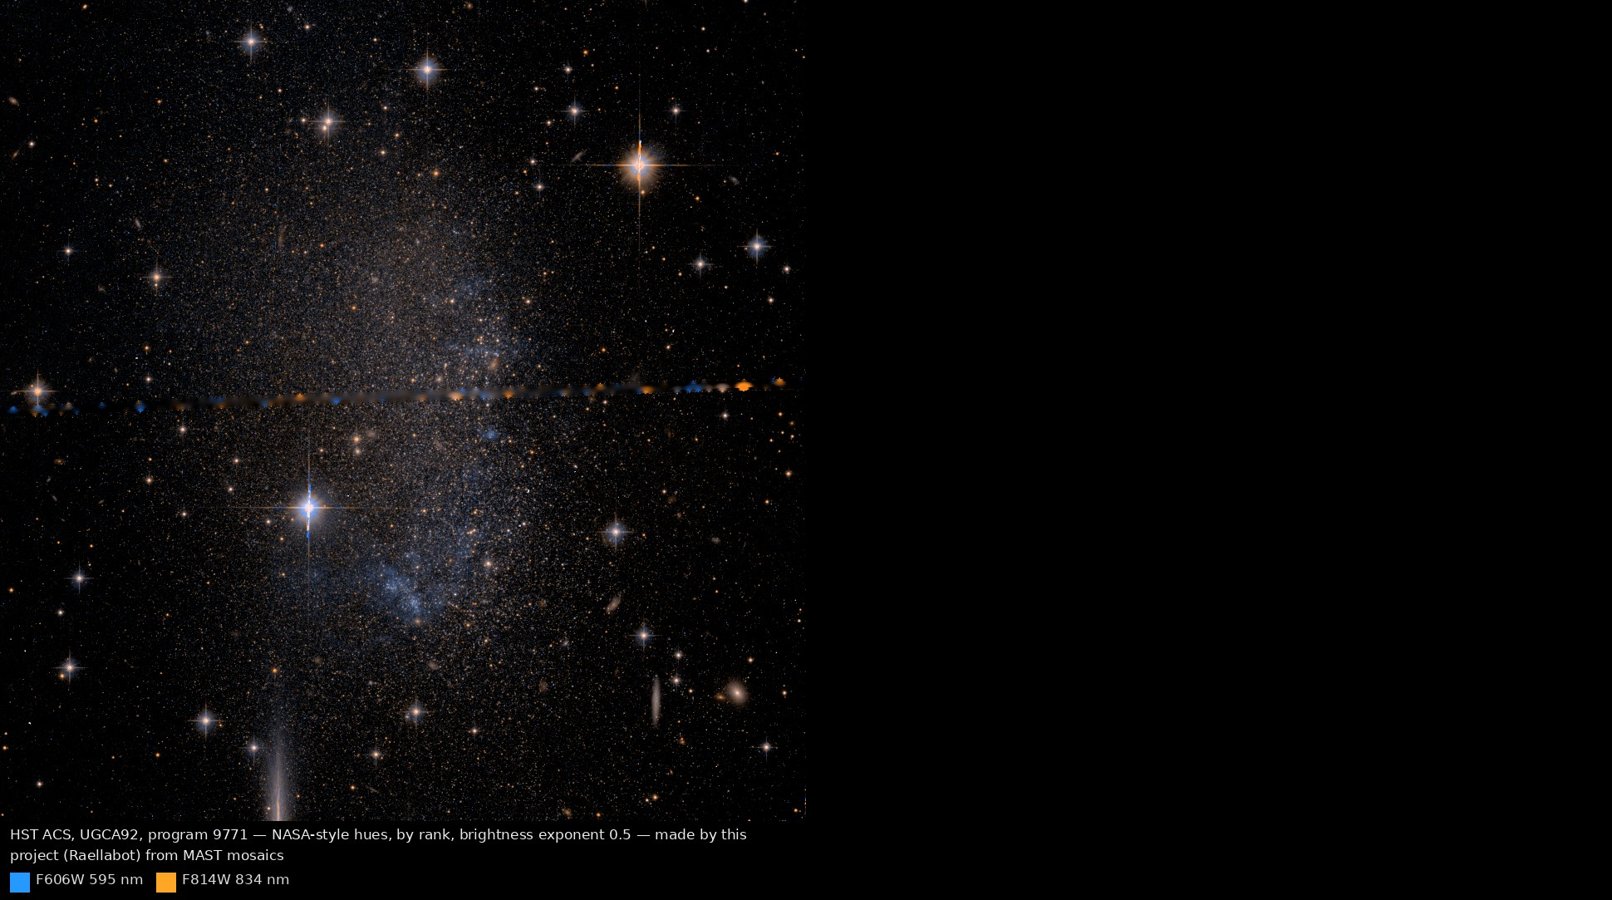 HST ACS, UGCA92, program 9771 — NASA-style hues, by rank, brightness exponent 0.5 — made by this
project (Raellabot) from MAST mosaics
F606W 595 nm F814W 834 nm